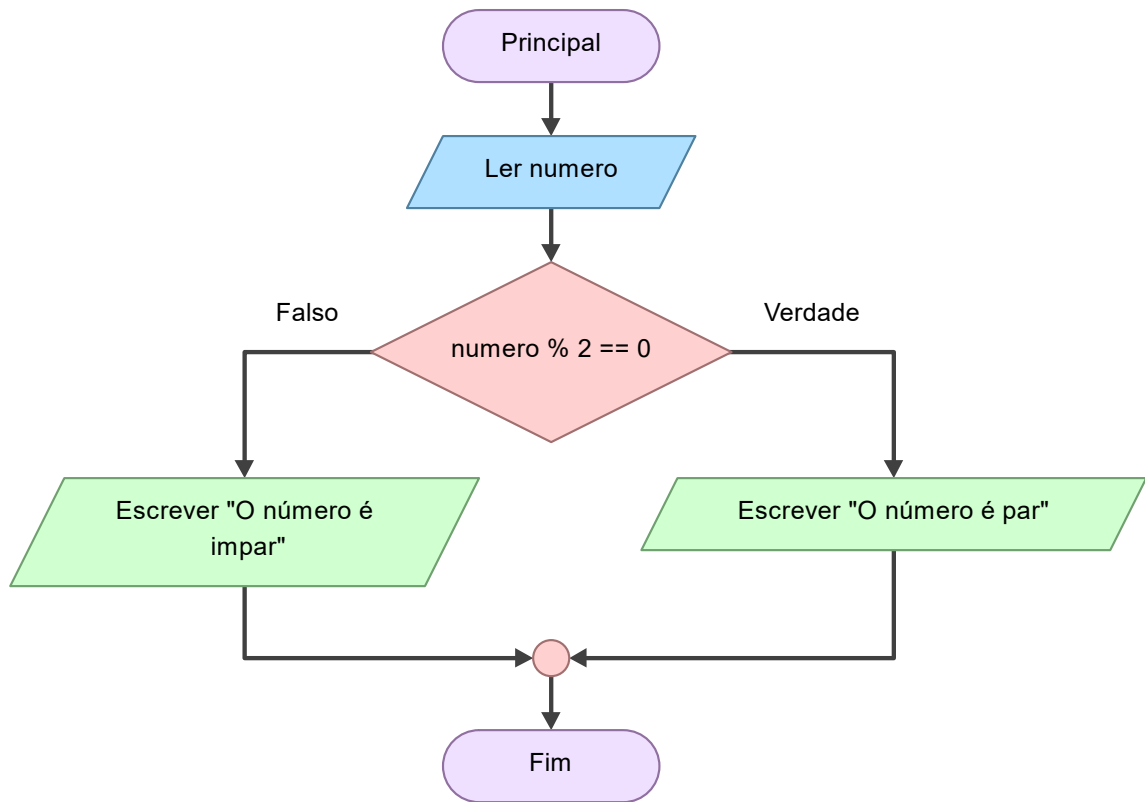 Principal
Ler numero
Falso
Verdade
numero % 2 == 0
Escrever "O número é
impar"
Escrever "O número é par"
Fim